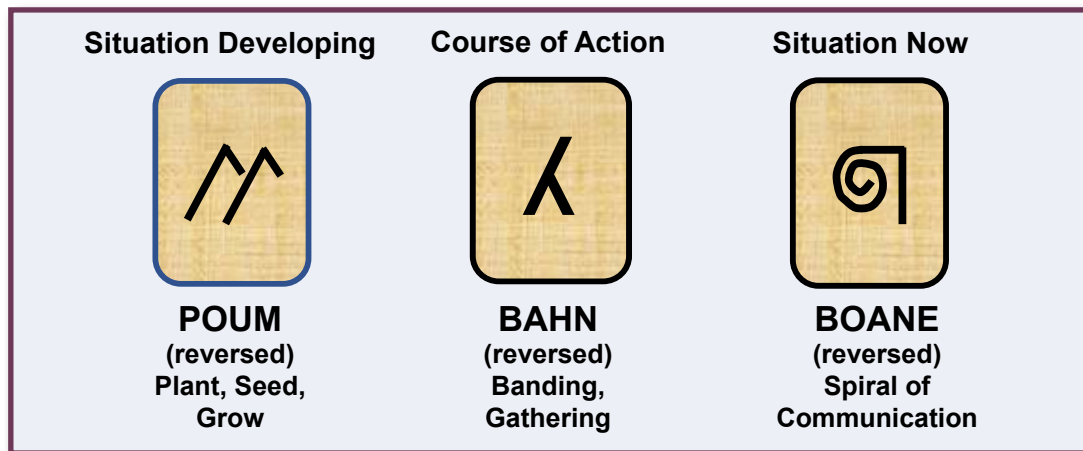 Situation Developing
Course of Action
Situation Now
POUM
(reversed)
Plant, Seed,
Grow
BAHN
(reversed)
Banding,
Gathering
BOANE
(reversed)
Spiral of
Communication